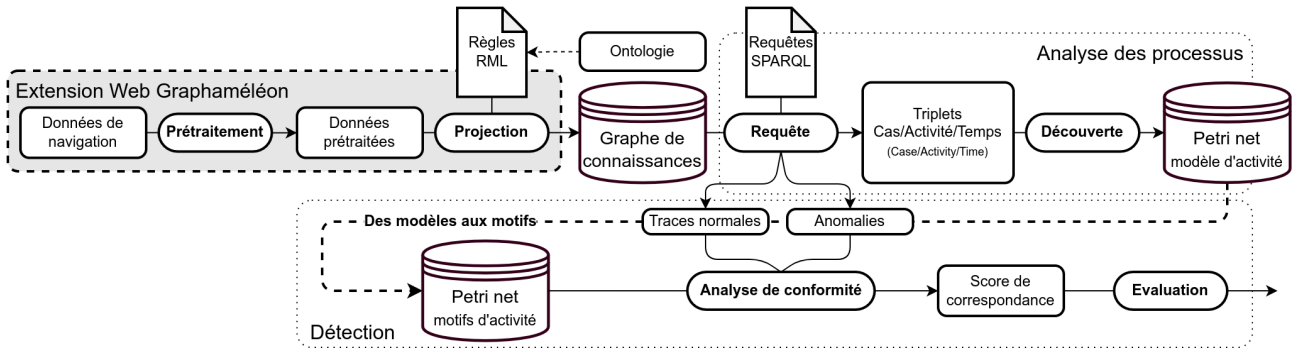 Règles
RML
Ontologie
Requêtes
SPARQL
Analyse des processus
Extension Web Graphaméléon
Données de
navigation
Prétraitement
Données
prétraitées
Projection
Graphe de
connaissances
Requête
Triplets
Cas/Activité/Temps
(Case/Activity/Time)
Découverte
Petri net
modèle d'activité
Des modèles aux motifs
Traces normales
Anomalies
Petri net
motifs d'activité
Analyse de conformité
Score de
correspondance
Evaluation
Détection